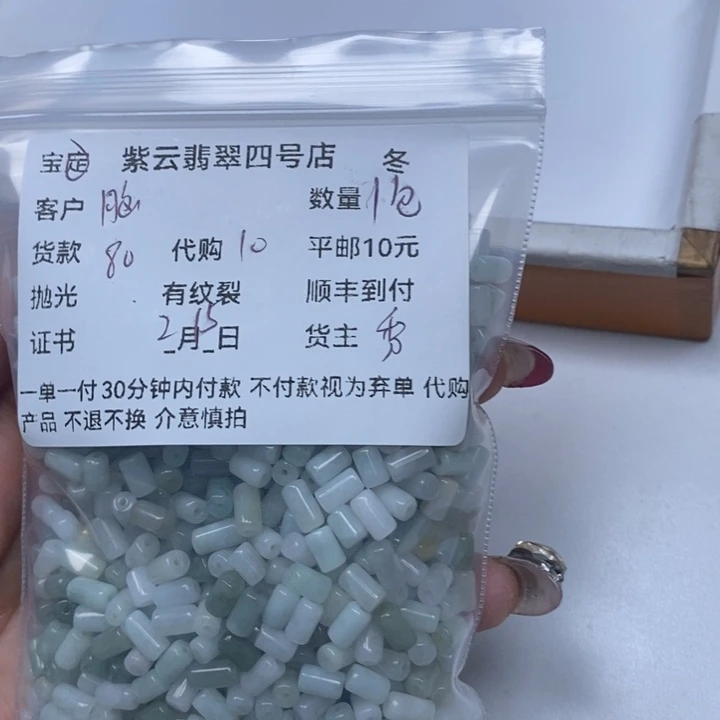 宝定 紫云翡翠四号店 冬
客户 数量 1包
货款 80 代购 10 平邮10元
抛光 有纹裂 顺丰到付
证书 2月15日 货主
一单一付 30分钟内付款 不付款视为弃单 代购
产品 不退不换 介意慎拍